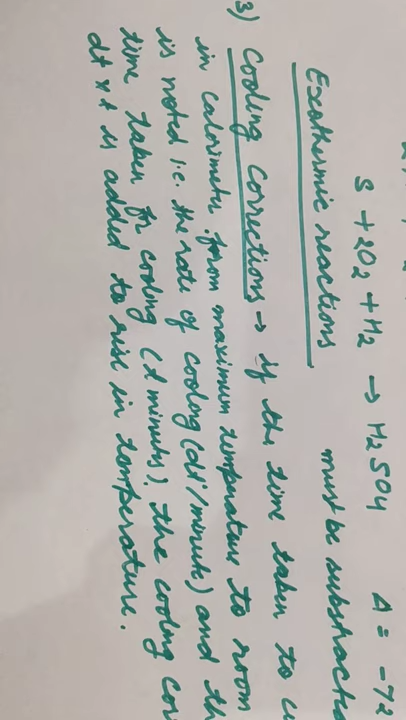 S + 2O2 + H2 → H2SO4 Δ = -72
Exothermic reactions must be substracte
3) Cooling corrections → if the time taken to c
in calorimeter from maximum temperature to room
is noted i.e. the rate of cooling (dt'/minute) and th
time taken for cooling (t minutes), the cooling cor
dt x t is added to rise in temperature.